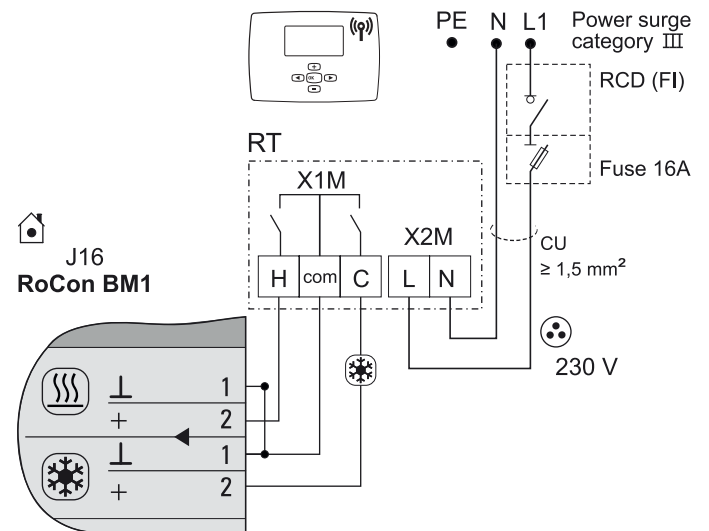 PE N L1
Power surge
category III
RCD (FI)
Fuse 16A
OK
RT
X1M
X2M
H com C L N
CU
≥ 1,5 mm²
230 V
J16
RoCon BM1
⊥ 1
+ 2
⊥ 1
+ 2